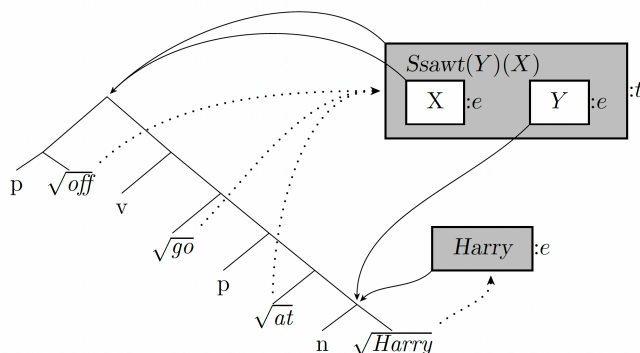 Ssawt(Y)(X)
X :e Y :e :t
p √off
v
√go
Harry :e
p
√at
n √Harry